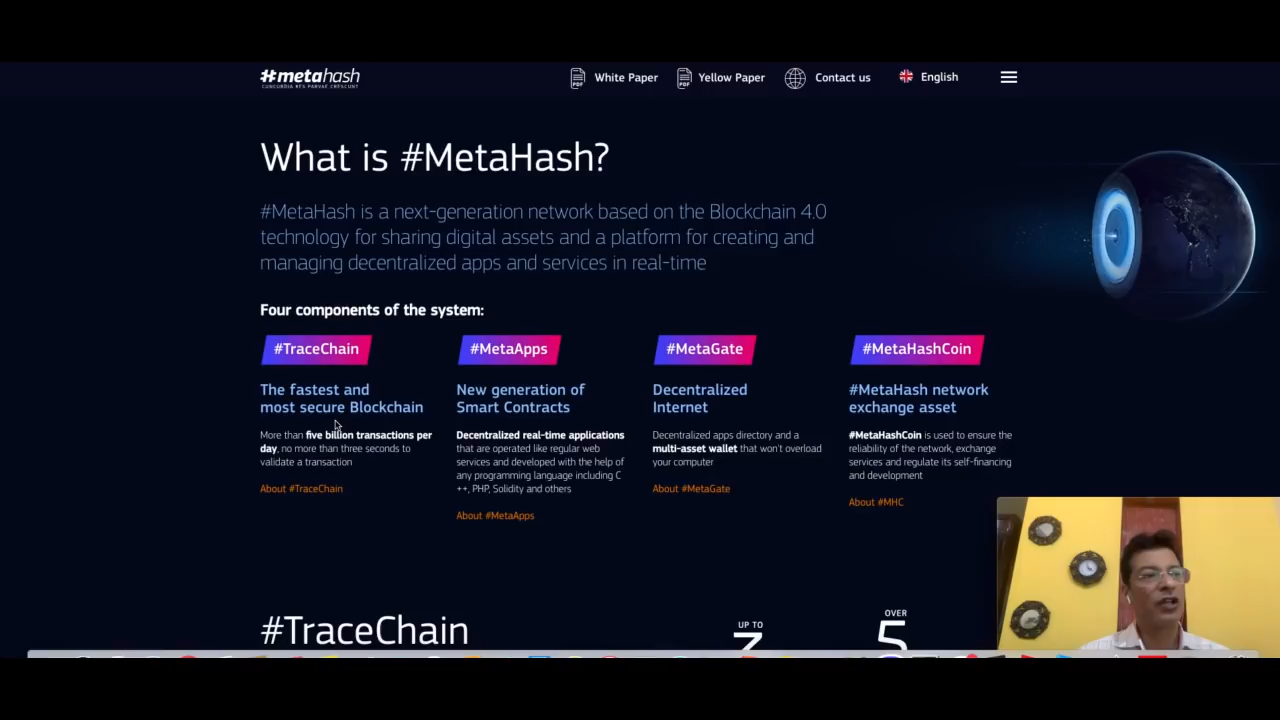 #metahash
CONCORDIA RES PARVAE CRESCUNT
White Paper
Yellow Paper
Contact us
English
What is #MetaHash?
#MetaHash is a next-generation network based on the Blockchain 4.0
technology for sharing digital assets and a platform for creating and
managing decentralized apps and services in real-time
Four components of the system:
#TraceChain
The fastest and
most secure Blockchain
More than five billion transactions per
day, no more than three seconds to
validate a transaction
About #TraceChain
#MetaApps
New generation of
Smart Contracts
Decentralized real-time applications
that are operated like regular web
services and developed with the help of
any programming language including C
++, PHP, Solidity and others
About #MetaApps
#MetaGate
Decentralized
Internet
Decentralized apps directory and a
multi-asset wallet that won't overload
your computer
About #MetaGate
#MetaHashCoin
#MetaHash network
exchange asset
#MetaHashCoin is used to ensure the
reliability of the network, exchange
services and regulate its self-financing
and development
About #MHC
#TraceChain
UP TO
OVER
5